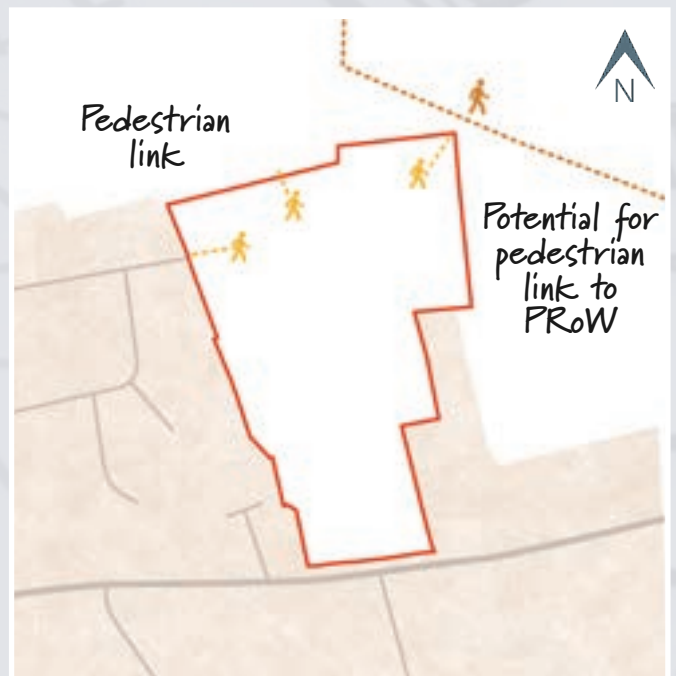 Pedestrian
link
N
Potential for
pedestrian
link to
PRoW